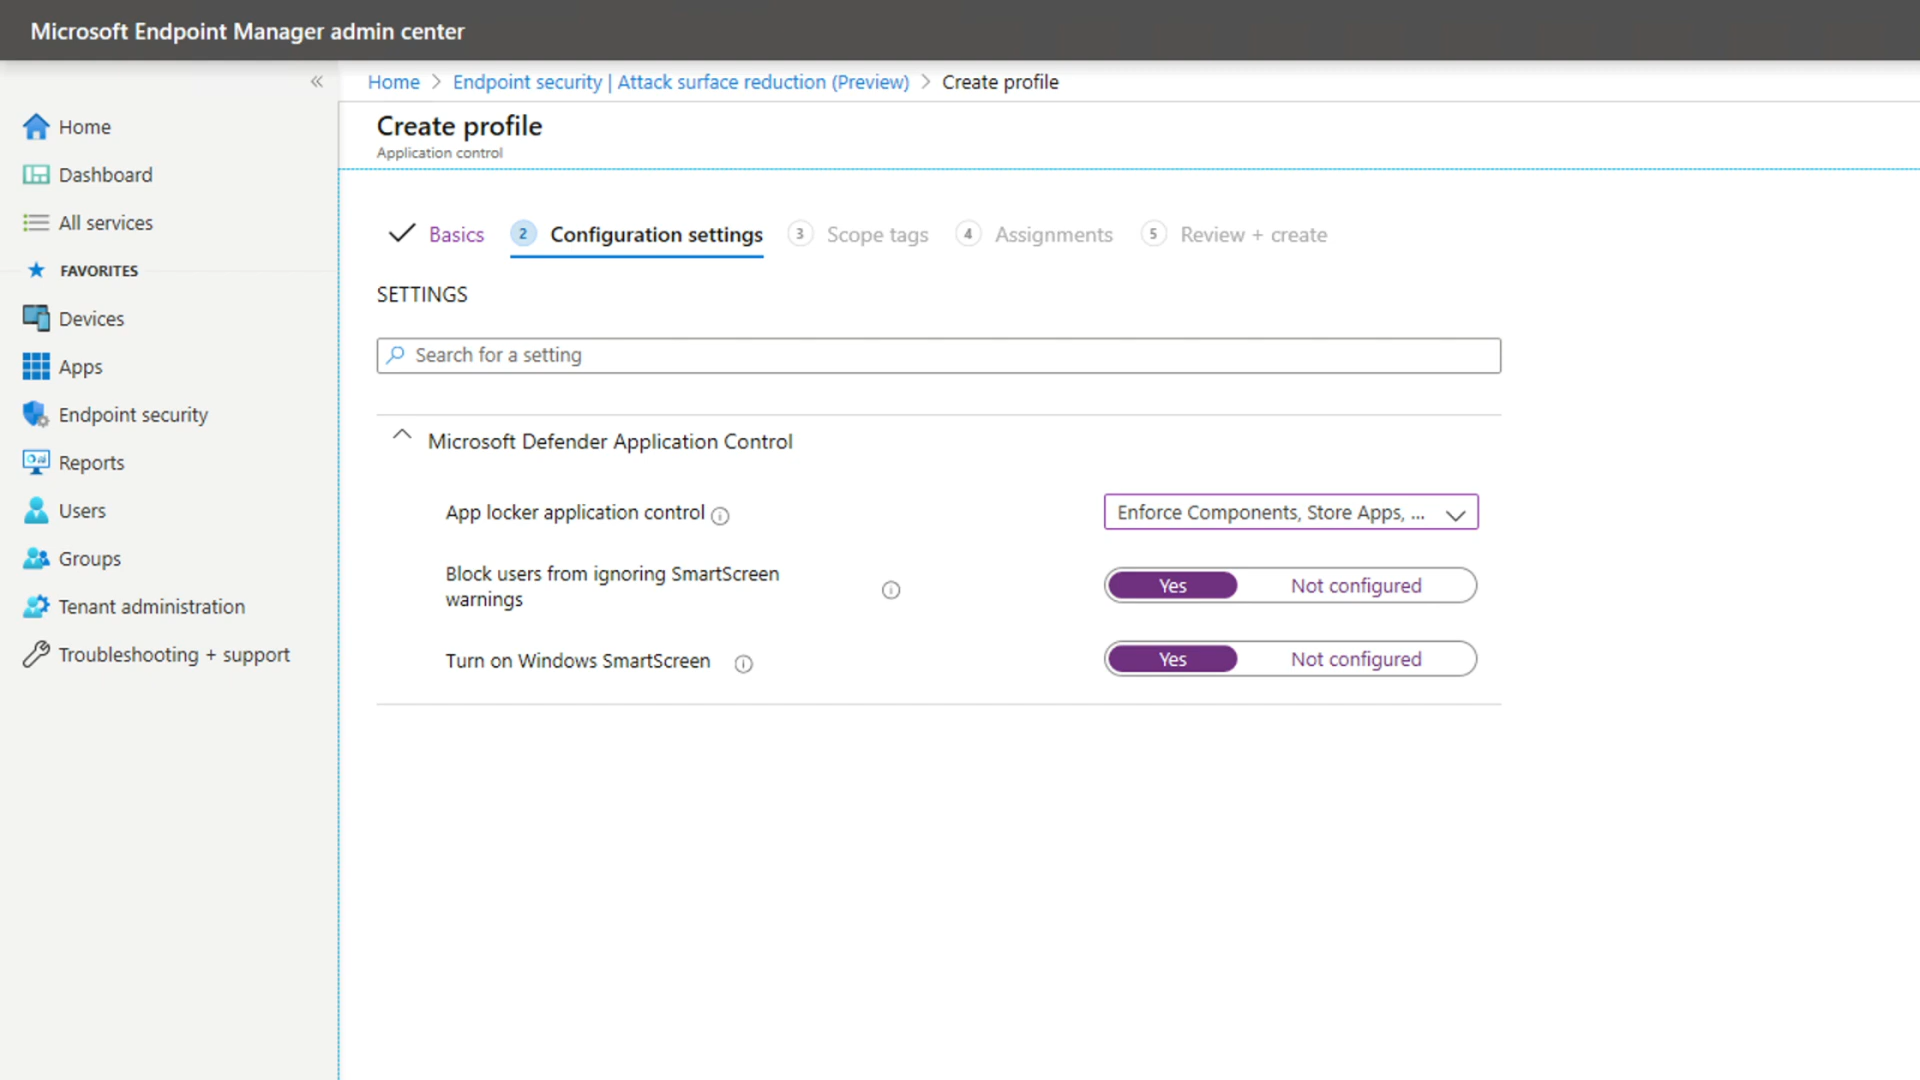 Microsoft Endpoint Manager admin center
«
Home > Endpoint security | Attack surface reduction (Preview) > Create profile
Create profile
Application control
Home
Dashboard
All services
FAVORITES
Devices
Apps
Endpoint security
Reports
Users
Groups
Tenant administration
Troubleshooting + support
Basics 2 Configuration settings 3 Scope tags 4 Assignments 5 Review + create
SETTINGS
Search for a setting
Microsoft Defender Application Control
App locker application control Enforce Components, Store Apps, ...
Block users from ignoring SmartScreen
warnings
Yes Not configured
Turn on Windows SmartScreen Yes Not configured